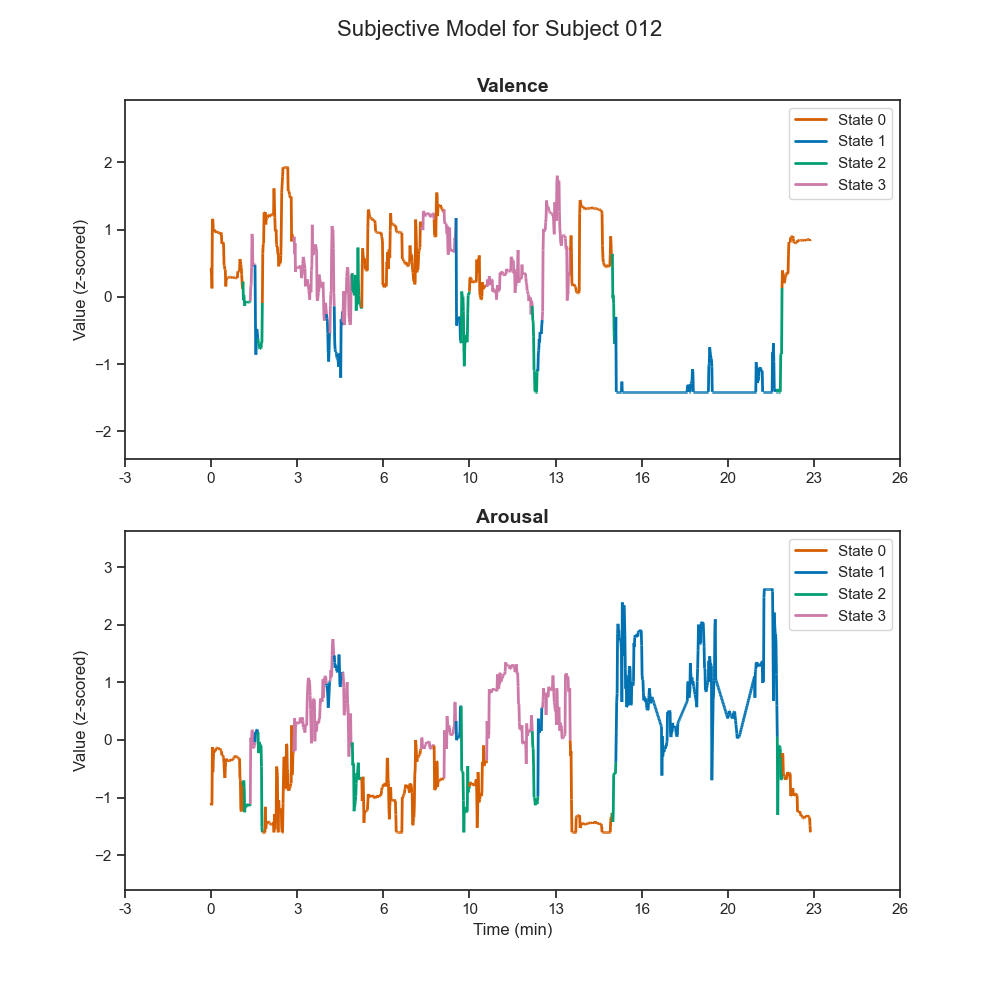 Subjective Model for Subject 012
Valence
State 0
State 1
State 2
State 3
Value (z-scored)
2
1
0
−1
−2
-3 0 3 6 10 13 16 20 23 26
Arousal
State 0
State 1
State 2
State 3
Value (z-scored)
3
2
1
0
−1
−2
-3 0 3 6 10 13 16 20 23 26
Time (min)